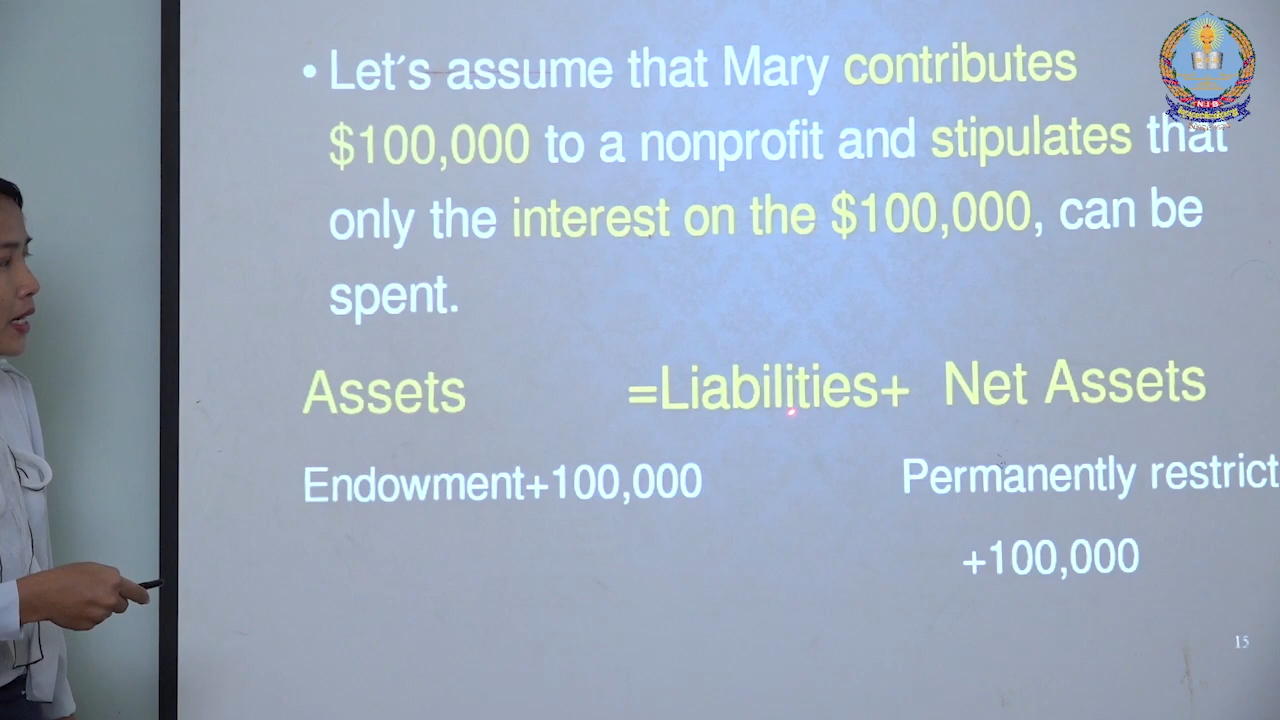 • Let's assume that Mary contributes
$100,000 to a nonprofit and stipulates that
only the interest on the $100,000, can be
spent.
Assets =Liabilities+ Net Assets
Endowment+100,000 Permanently restrict
+100,000
15
N.I.B